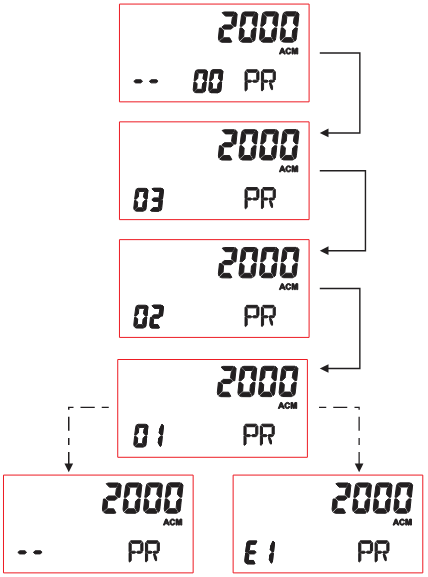 2000
ACM
-- 00 PR
2000
ACM
03 PR
2000
ACM
02 PR
2000
ACM
01 PR
2000
ACM
-- PR
2000
ACM
E1 PR